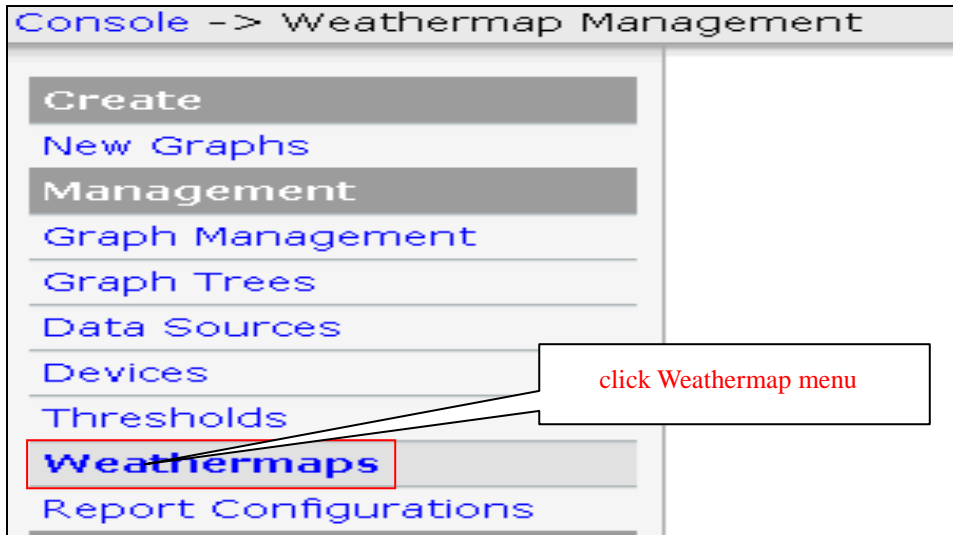 Console -> Weathermap Management
Create
New Graphs
Management
Graph Management
Graph Trees
Data Sources
Devices
click Weathermap menu
Thresholds
Weathermaps
Report Configurations